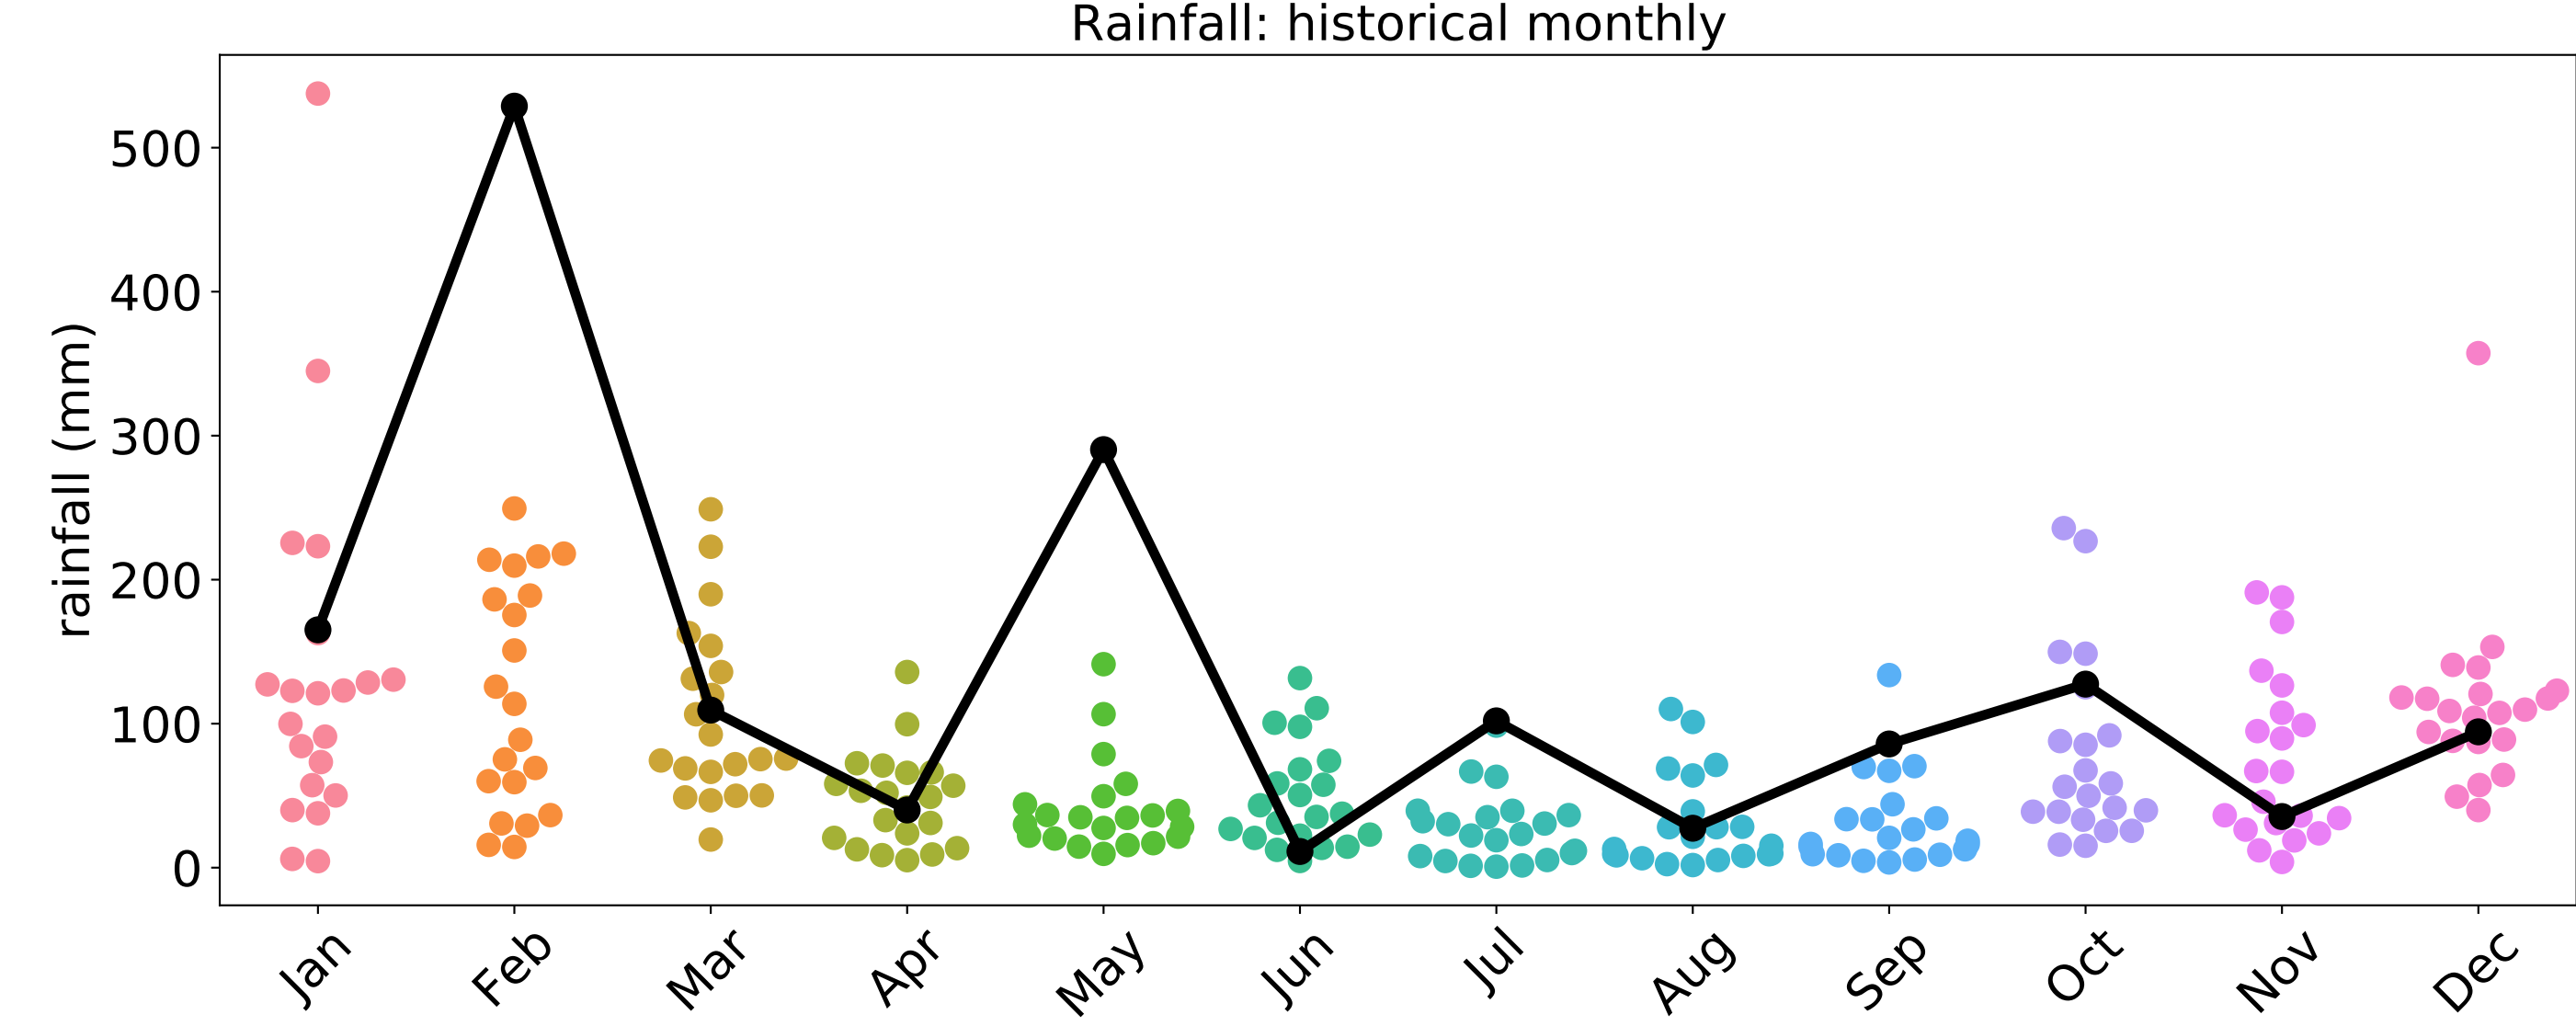 Rainfall: historical monthly
rainfall (mm)
500
400
300
200
100
0
Jan
Feb
Mar
Apr
May
Jun
Jul
Aug
Sep
Oct
Nov
Dec